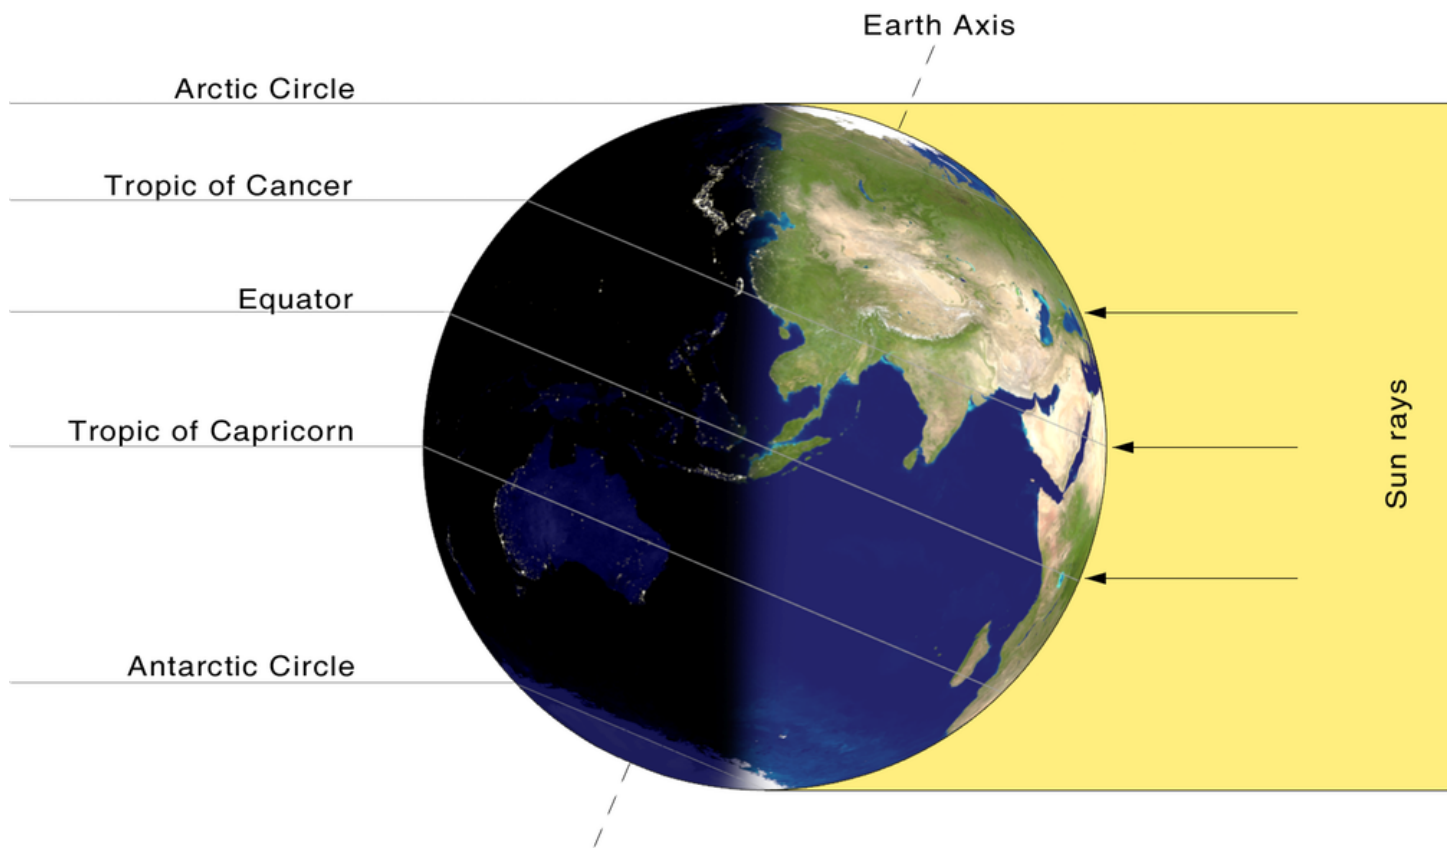 Earth Axis
Arctic Circle
Tropic of Cancer
Equator
Tropic of Capricorn
Sun rays
Antarctic Circle